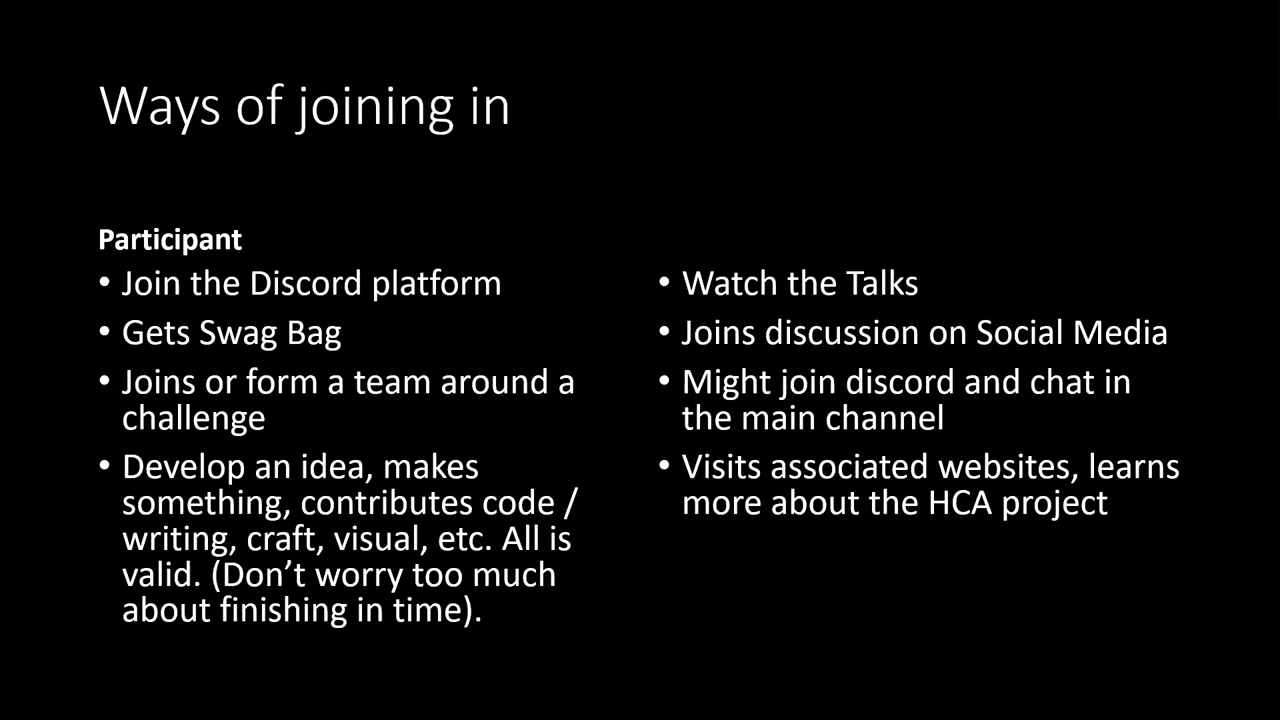 Ways of joining in
Participant
• Join the Discord platform
• Gets Swag Bag
• Joins or form a team around a
challenge
• Develop an idea, makes
something, contributes code /
writing, craft, visual, etc. All is
valid. (Don’t worry too much
about finishing in time).
• Watch the Talks
• Joins discussion on Social Media
• Might join discord and chat in
the main channel
• Visits associated websites, learns
more about the HCA project